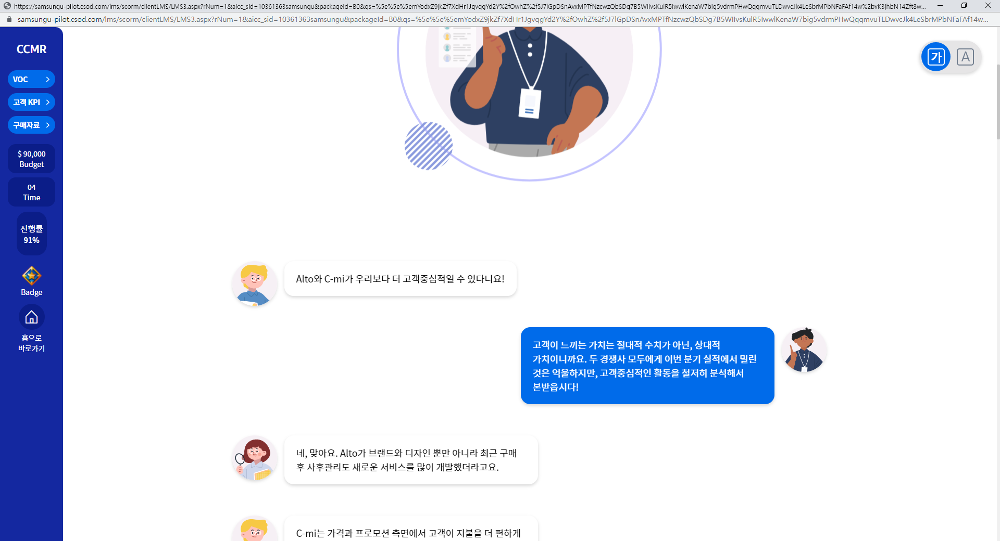 https://samsungu-pilot.csod.com/lms/scorm/clientLMS/LMS3.aspx?rNum=1&aicc_sid=10361363samsungu&packageId=B0&qs=%5e%5e%5emYodxZ9jkZf7XdHr1JgvqgYd2Y%2fOwhZ%2f5J7lGpDSnAvxMPTfNzcwzQbSDg7B5WIIvsKulR5IwwlKenaW7big5vdrmPHwQqqmvuTLDwvcJk4LeSbrMPbNFaFAf14w%2bvK3jhbN14Zft8w...
samsungu-pilot.csod.com/lms/scorm/clientLMS/LMS3.aspx?rNum=1&aicc_sid=10361363samsungu&packageId=B0&qs=%5e%5e%5emYodxZ9jkZf7XdHr1JgvqgYd2Y%2fOwhZ%2f5J7lGpDSnAvxMPTfNzcwzQbSDg7B5WIIvsKulR5IwwlKenaW7big5vdrmPHwQqqmvuTLDwvcJk4LeSbrMPbNFaFAf14w...
CCMR
가 A
VOC
고객 KPI
구매자료
$ 90,000
Budget
04
Time
진행률
91%
Badge
홈으로
바로가기
Alto와 C-mi가 우리보다 더 고객중심적일 수 있다니요!
고객이 느끼는 가치는 절대적 수치가 아닌, 상대적
가치이니까요. 두 경쟁사 모두에게 이번 분기 실적에서 밀린
것은 억울하지만, 고객중심적인 활동을 철저히 분석해서
본받읍시다!
네, 맞아요. Alto가 브랜드와 디자인 뿐만 아니라 최근 구매
후 사후관리도 새로운 서비스를 많이 개발했더라고요.
C-mi는 가격과 프로모션 측면에서 고객이 지불을 더 편하게